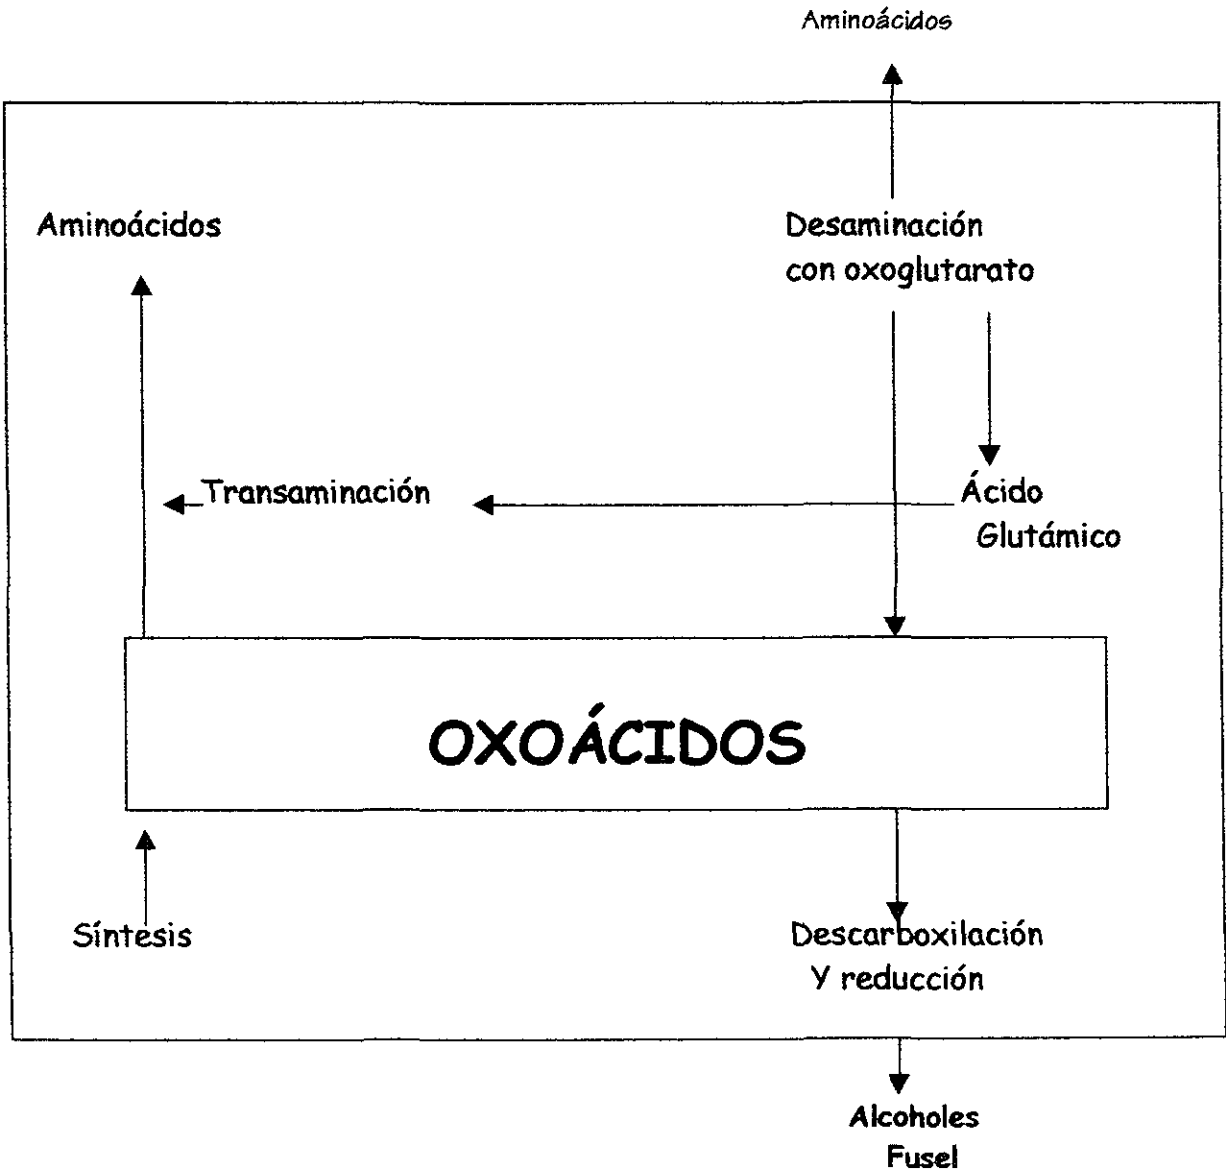 Aminoácidos
Aminoácidos
Desaminación
con oxoglutarato
Transaminación
Ácido
Glutámico
OXOÁCIDOS
Síntesis
Descarboxilación
Y reducción
Alcoholes
Fusel